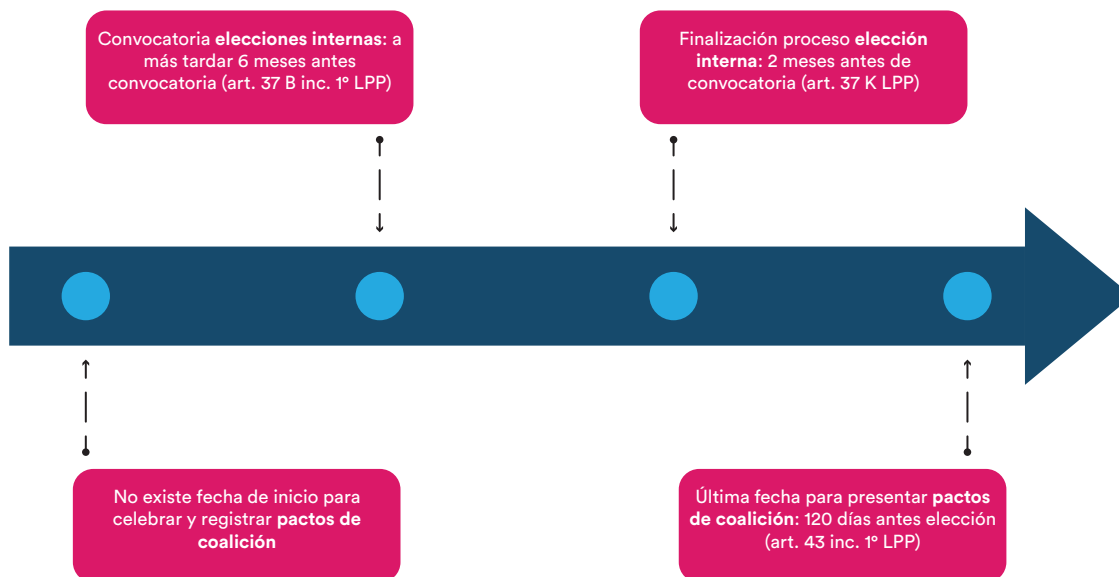 Convocatoria elecciones internas: a
más tardar 6 meses antes
convocatoria (art. 37 B inc. 1° LPP)
Finalización proceso elección
interna: 2 meses antes de
convocatoria (art. 37 K LPP)
No existe fecha de inicio para
celebrar y registrar pactos de
coalición
Última fecha para presentar pactos
de coalición: 120 días antes elección
(art. 43 inc. 1° LPP)